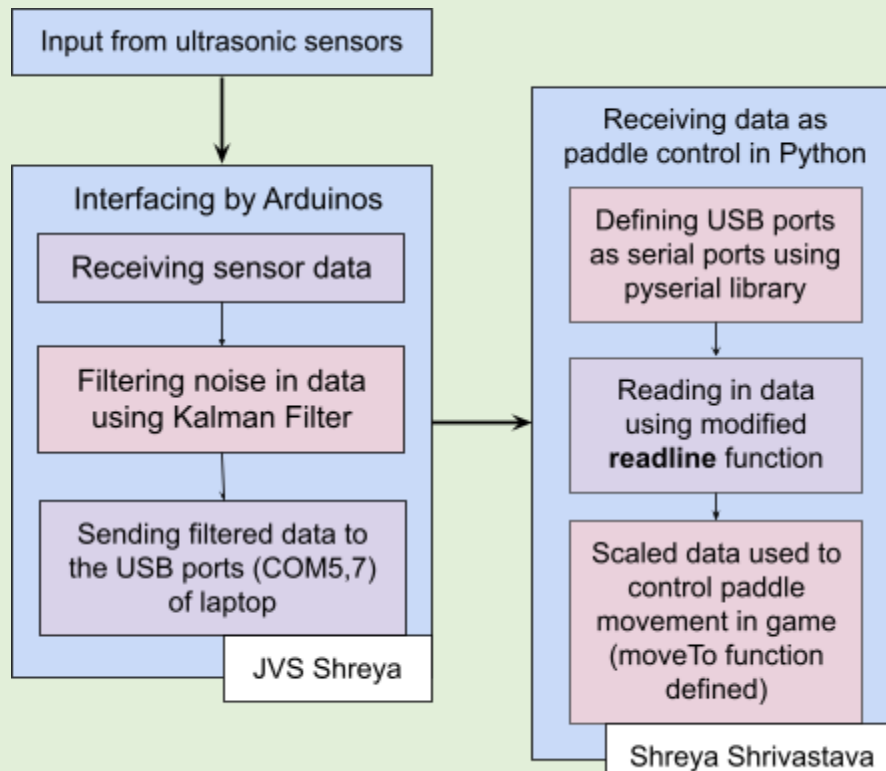 Input from ultrasonic sensors
Interfacing by Arduinos
Receiving sensor data
Filtering noise in data
using Kalman Filter
Sending filtered data to
the USB ports (COM5,7)
of laptop
JVS Shreya
Receiving data as
paddle control in Python
Defining USB ports
as serial ports using
pyserial library
Reading in data
using modified
readline function
Scaled data used to
control paddle
movement in game
(moveTo function
defined)
Shreya Shrivastava